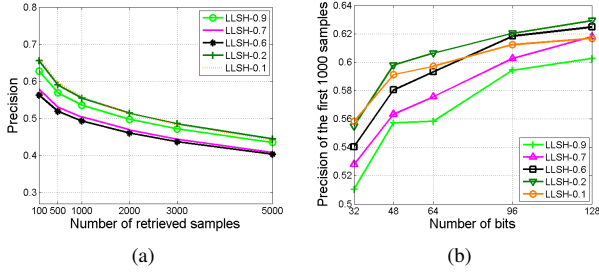 0.8
0.7
0.6
0.5
0.4
0.3
Precision
LLSH-0.9
LLSH-0.7
LLSH-0.6
LLSH-0.2
LLSH-0.1
100 500 1000 2000 3000 5000
Number of retrieved samples
(a)
0.64
0.62
0.6
0.58
0.56
0.54
0.52
0.5
Precision of the first 1000 samples
LLSH-0.9
LLSH-0.7
LLSH-0.6
LLSH-0.2
LLSH-0.1
32 48 64 96 128
Number of bits
(b)